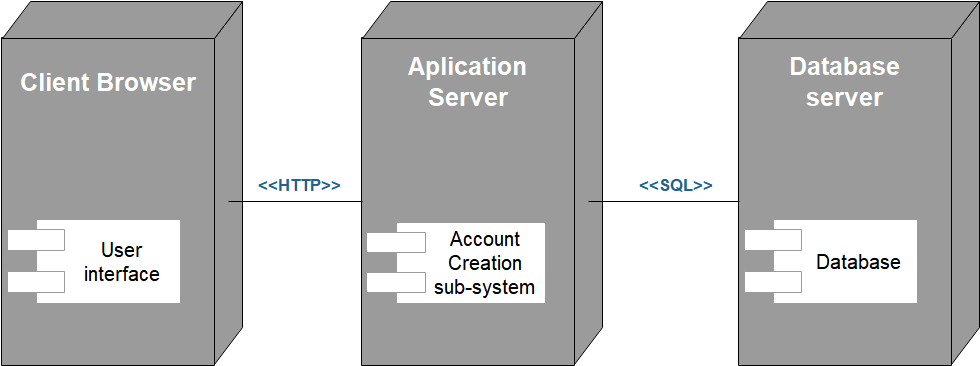 Client Browser
Aplication
Server
Database
server
<<HTTP>>
<<SQL>>
User
interface
Account
Creation
sub-system
Database